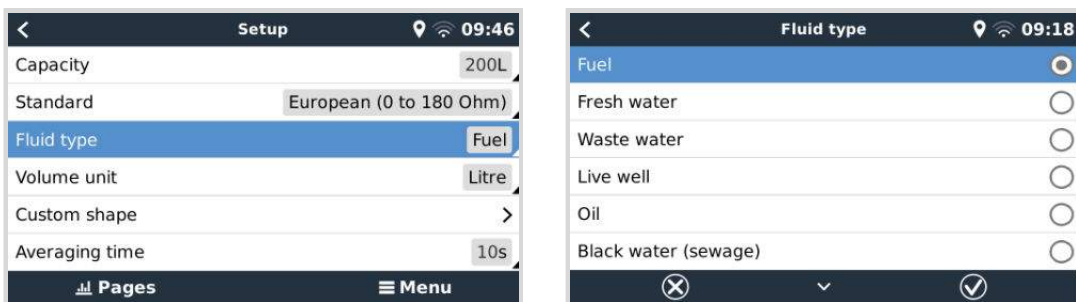 Setup 09:46
Capacity 200L
Standard European (0 to 180 Ohm)
Fluid type Fuel
Volume unit Litre
Custom shape
Averaging time 10s
Pages Menu
Fluid type 09:18
Fuel
Fresh water
Waste water
Live well
Oil
Black water (sewage)